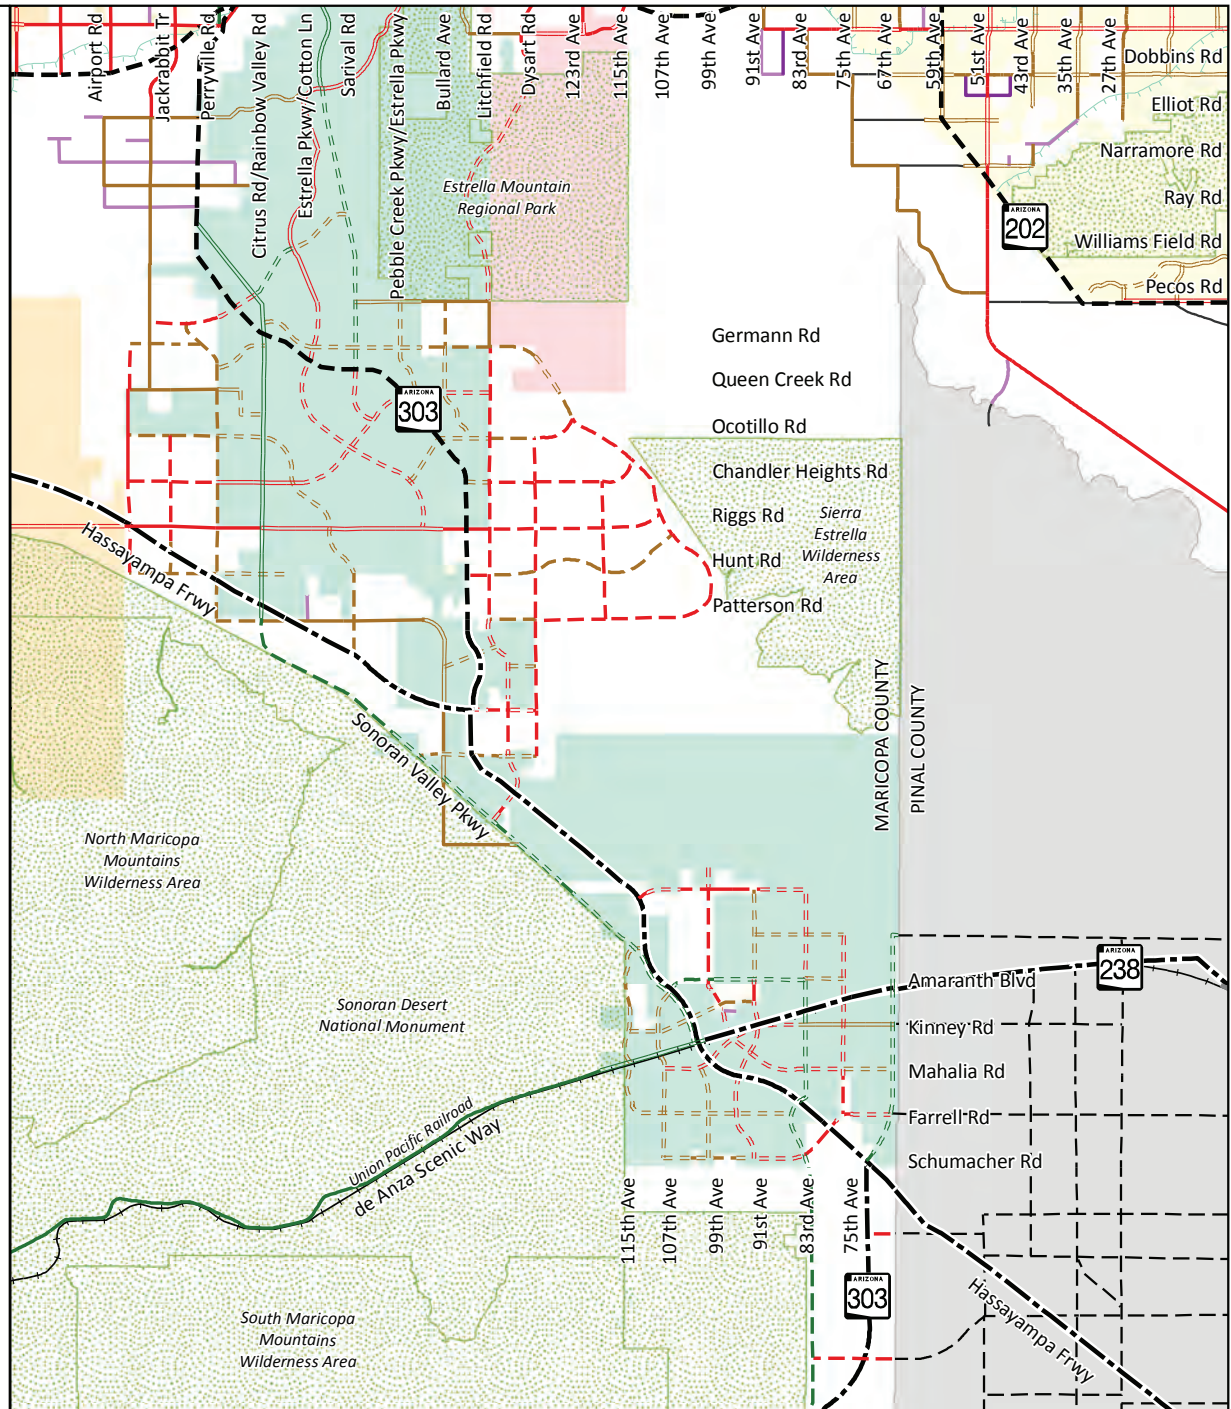 Airport Rd
Jackrabbit Tr
Perryville Rd
Citrus Rd/Rainbow Valley Rd
Estrella Pkwy/Cotton Ln
Sarival Rd
Pebble Creek Pkwy/Estrella Pkwy
Bullard Ave
Litchfield Rd
Dysart Rd
123rd Ave
115th Ave
107th Ave
99th Ave
91st Ave
83rd Ave
75th Ave
67th Ave
59th Ave
51st Ave
43rd Ave
35th Ave
27th Ave
Dobbins Rd
Elliot Rd
Narramore Rd
Ray Rd
Williams Field Rd
Pecos Rd
Estrella Mountain
Regional Park
ARIZONA
202
Germann Rd
Queen Creek Rd
Ocotillo Rd
Chandler Heights Rd
Riggs Rd
Hunt Rd
Patterson Rd
ARIZONA
303
Sierra
Estrella
Wilderness
Area
Hassayampa Frwy
MARICOPA COUNTY
PINAL COUNTY
Sonoran Valley Pkwy
North Maricopa
Mountains
Wilderness Area
Sonoran Desert
National Monument
ARIZONA
238
Amaranth Blvd
Kinney Rd
Mahalia Rd
Farrell Rd
Schumacher Rd
Union Pacific Railroad
de Anza Scenic Way
115th Ave
107th Ave
99th Ave
91st Ave
83rd Ave
75th Ave
ARIZONA
303
Hassayampa Frwy
South Maricopa
Mountains
Wilderness Area